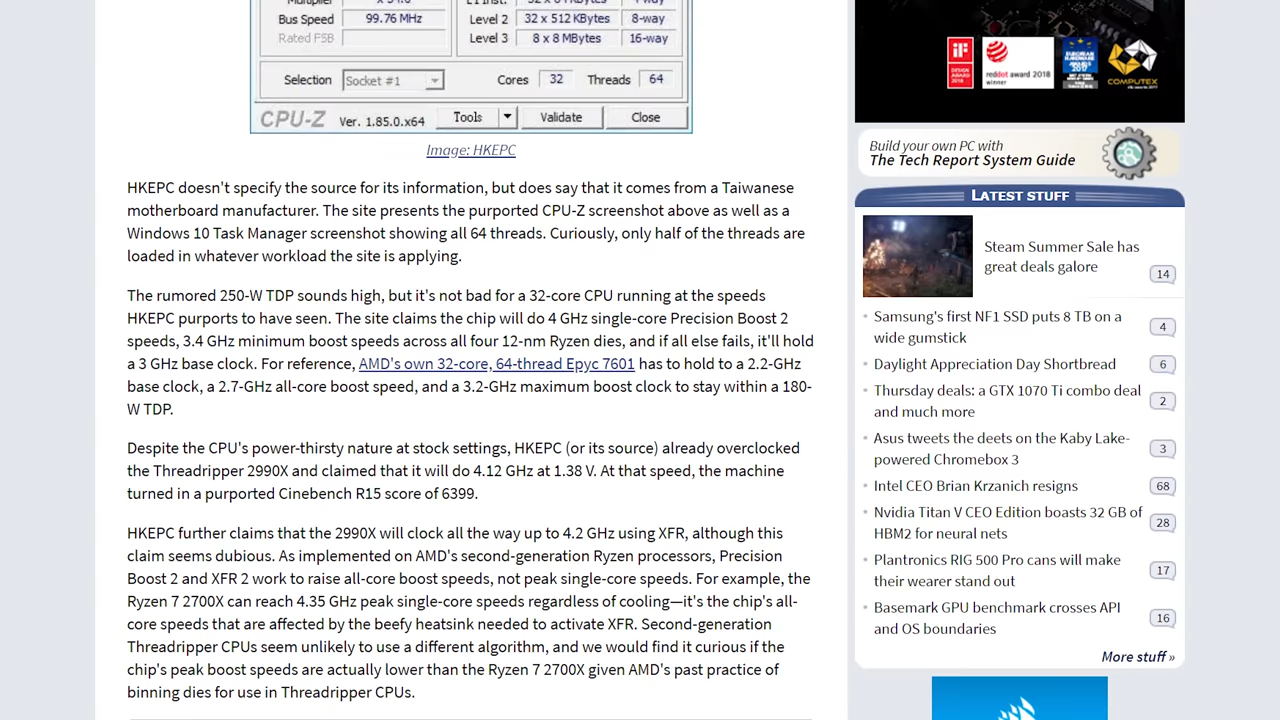 Multiplier x 34.0 L1 Inst. 32 x 64 KBytes 4-way
Bus Speed 99.76 MHz Level 2 32 x 512 KBytes 8-way
Rated FSB Level 3 8 x 8 MBytes 16-way
Selection Socket #1 Cores 32 Threads 64
CPU-Z Ver. 1.85.0.x64 Tools Validate Close
Image: HKEPC
HKEPC doesn't specify the source for its information, but does say that it comes from a Taiwanese
motherboard manufacturer. The site presents the purported CPU-Z screenshot above as well as a
Windows 10 Task Manager screenshot showing all 64 threads. Curiously, only half of the threads are
loaded in whatever workload the site is applying.
The rumored 250-W TDP sounds high, but it's not bad for a 32-core CPU running at the speeds
HKEPC purports to have seen. The site claims the chip will do 4 GHz single-core Precision Boost 2
speeds, 3.4 GHz minimum boost speeds across all four 12-nm Ryzen dies, and if all else fails, it'll hold
a 3 GHz base clock. For reference, AMD's own 32-core, 64-thread Epyc 7601 has to hold to a 2.2-GHz
base clock, a 2.7-GHz all-core boost speed, and a 3.2-GHz maximum boost clock to stay within a 180-
W TDP.
Despite the CPU's power-thirsty nature at stock settings, HKEPC (or its source) already overclocked
the Threadripper 2990X and claimed that it will do 4.12 GHz at 1.38 V. At that speed, the machine
turned in a purported Cinebench R15 score of 6399.
HKEPC further claims that the 2990X will clock all the way up to 4.2 GHz using XFR, although this
claim seems dubious. As implemented on AMD's second-generation Ryzen processors, Precision
Boost 2 and XFR 2 work to raise all-core boost speeds, not peak single-core speeds. For example, the
Ryzen 7 2700X can reach 4.35 GHz peak single-core speeds regardless of cooling—it's the chip's all-
core speeds that are affected by the beefy heatsink needed to activate XFR. Second-generation
Threadripper CPUs seem unlikely to use a different algorithm, and we would find it curious if the
chip's peak boost speeds are actually lower than the Ryzen 7 2700X given AMD's past practice of
binning dies for use in Threadripper CPUs.
iF
DESIGN
AWARD
2018
reddot award 2018
winner
EUROPEAN
HARDWARE
AWARDS
2017
COMPUTEX
Build your own PC with
The Tech Report System Guide
LATEST STUFF
Steam Summer Sale has
great deals galore 14
Samsung's first NF1 SSD puts 8 TB on a
wide gumstick 4
Daylight Appreciation Day Shortbread 6
Thursday deals: a GTX 1070 Ti combo deal
and much more 2
Asus tweets the deets on the Kaby Lake-
powered Chromebox 3 3
Intel CEO Brian Krzanich resigns 68
Nvidia Titan V CEO Edition boasts 32 GB of
HBM2 for neural nets 28
Plantronics RIG 500 Pro cans will make
their wearer stand out 17
Basemark GPU benchmark crosses API
and OS boundaries 16
More stuff »